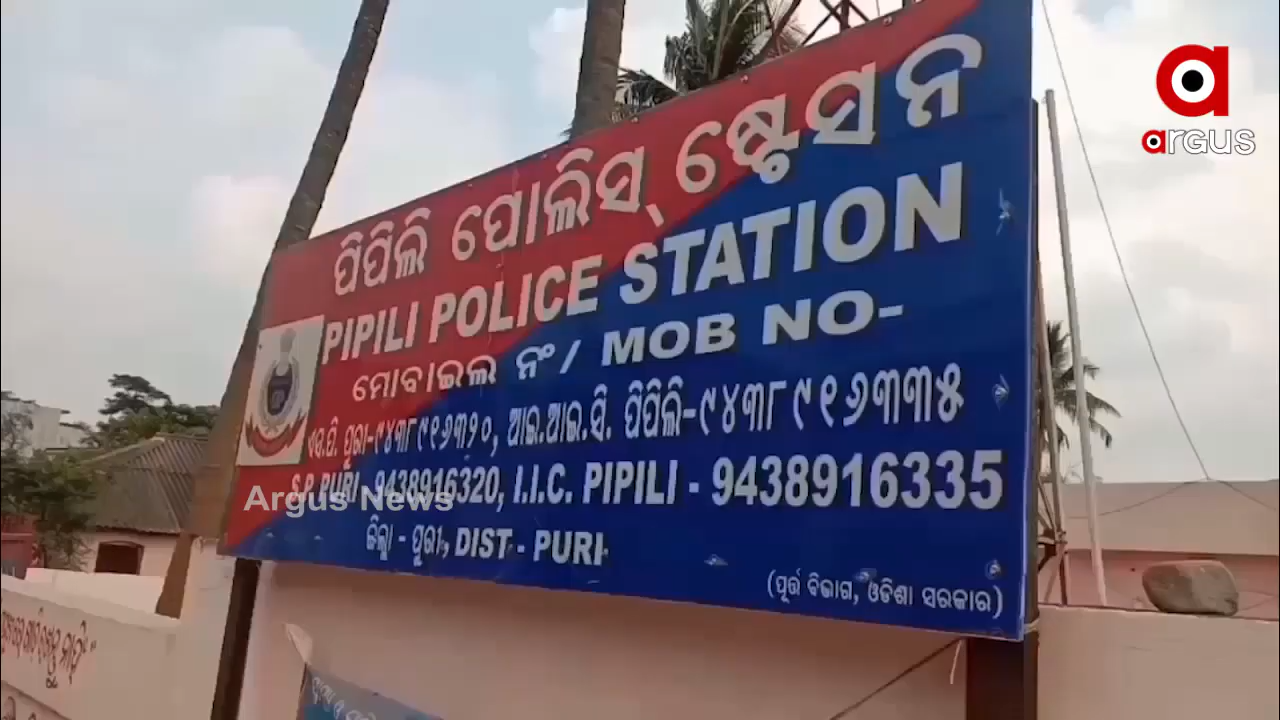 ପିପିଲି ପୋଲିସ୍ ଷ୍ଟେସନ
PIPILI POLICE STATION
ମୋବାଇଲ ନଂ / MOB NO-
ଏସ.ପି. ପୁରୀ-୯୪୩୮୯୧୬୩୨୦, ଆଇ.ଆଇ.ସି. ପିପିଲି-୯୪୩୮୯୧୬୩୩୫
S.P. PURI - 9438916320, I.I.C. PIPILI - 9438916335
ଜିଲ୍ଲା - ପୁରୀ, DIST - PURI
(ପୂର୍ତ୍ତ ବିଭାଗ, ଓଡିଶା ସରକାର)
argus
Argus News